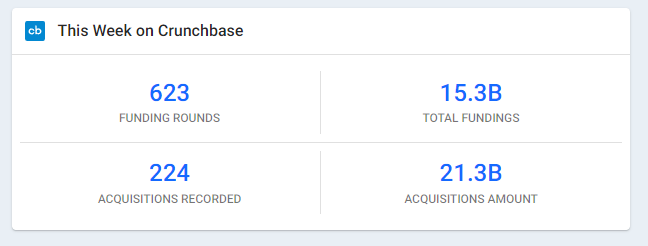 cb This Week on Crunchbase
623 15.3B
FUNDING ROUNDS TOTAL FUNDINGS
224 21.3B
ACQUISITIONS RECORDED ACQUISITIONS AMOUNT